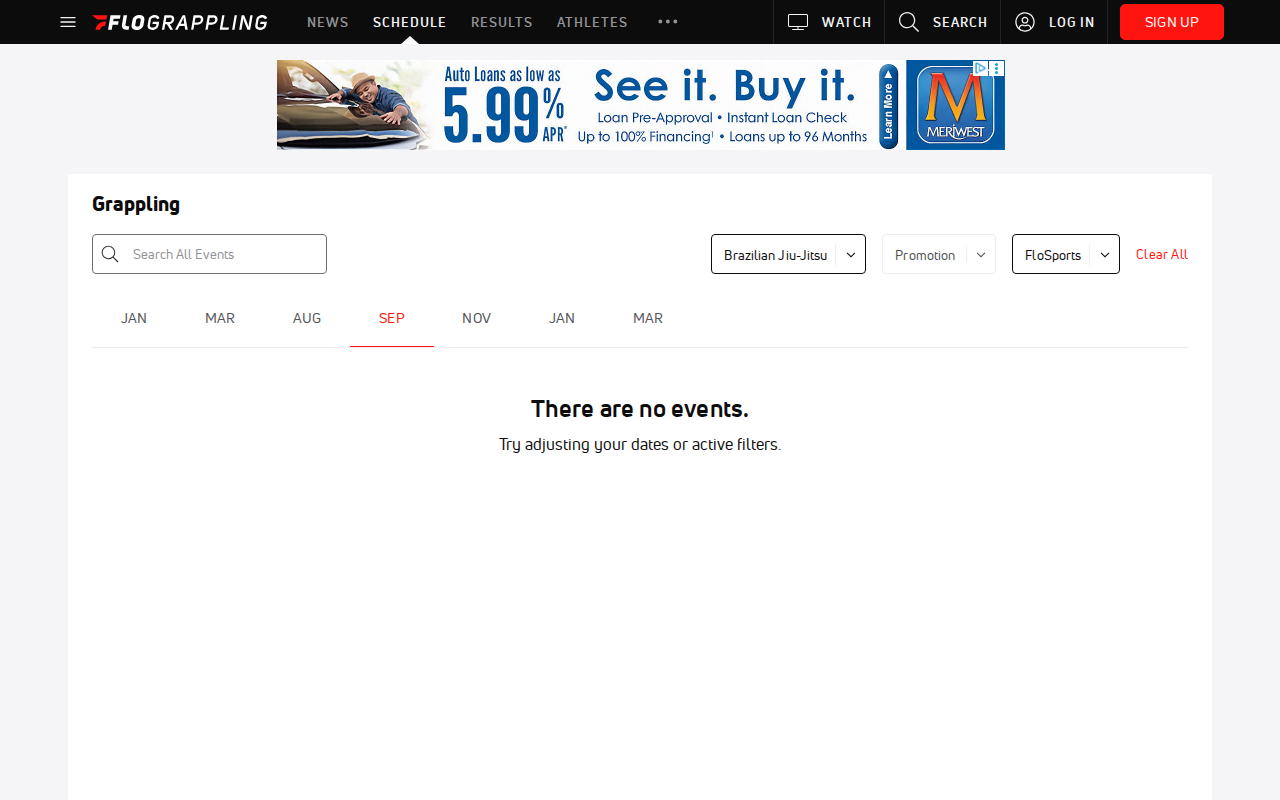 FLOGRAPPLING
NEWS
SCHEDULE
RESULTS
ATHLETES
WATCH
SEARCH
LOG IN
SIGN UP
Auto Loans as low as
5.99% APR*
See it. Buy it.
Loan Pre-Approval • Instant Loan Check
Up to 100% Financing¹ • Loans up to 96 Months
Learn More
MERIWEST
Grappling
Search All Events
Brazilian Jiu-Jitsu
Promotion
FloSports
Clear All
JAN
MAR
AUG
SEP
NOV
JAN
MAR
There are no events.
Try adjusting your dates or active filters.